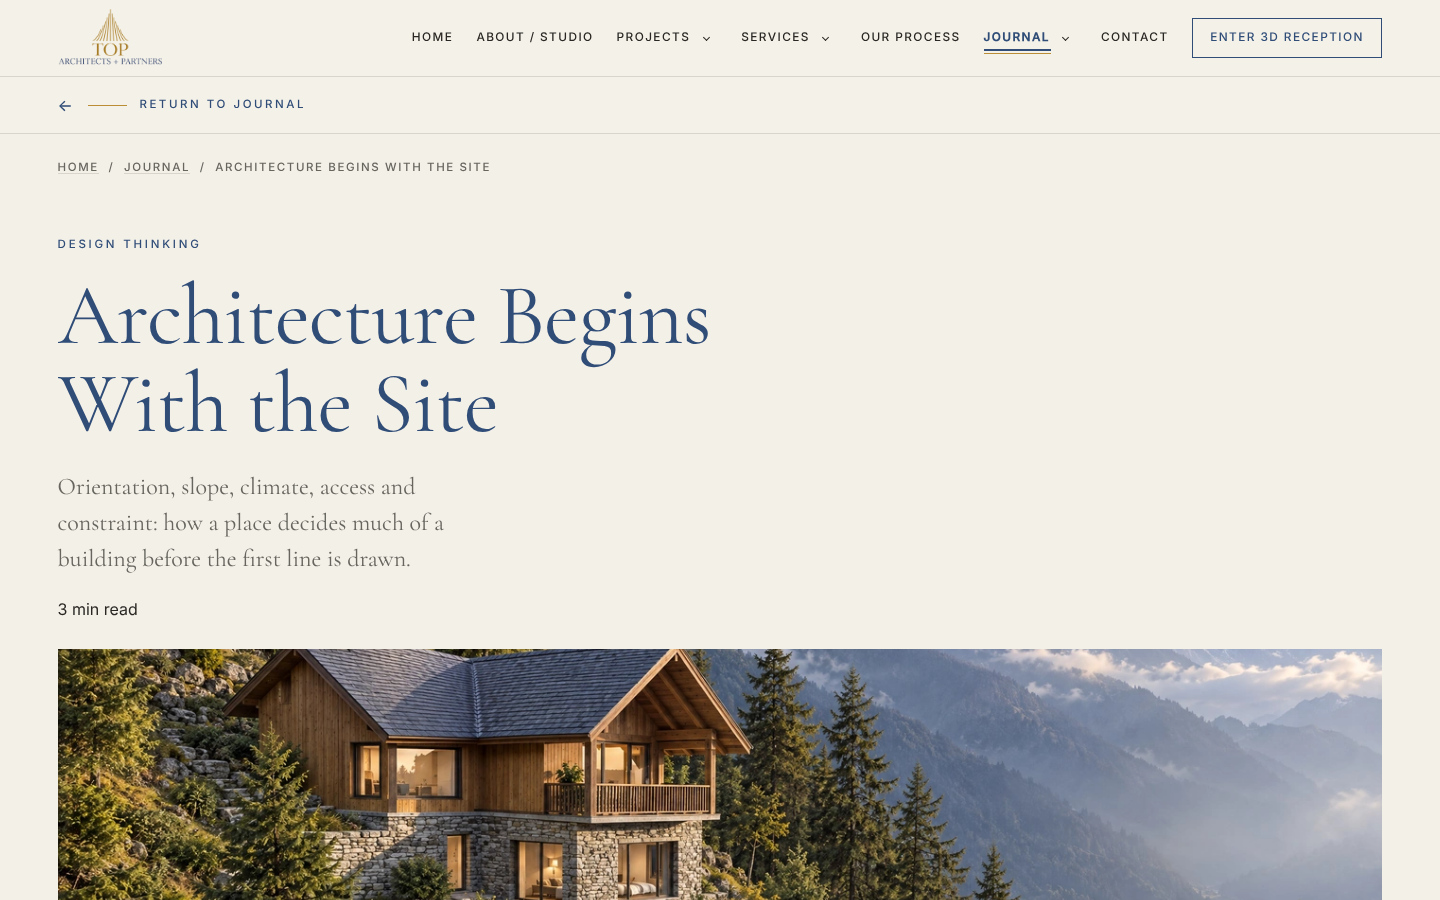 TOP
ARCHITECTS + PARTNERS
HOME
ABOUT / STUDIO
PROJECTS
SERVICES
OUR PROCESS
JOURNAL
CONTACT
ENTER 3D RECEPTION
RETURN TO JOURNAL
HOME / JOURNAL / ARCHITECTURE BEGINS WITH THE SITE
DESIGN THINKING
Architecture Begins
With the Site
Orientation, slope, climate, access and
constraint: how a place decides much of a
building before the first line is drawn.
3 min read